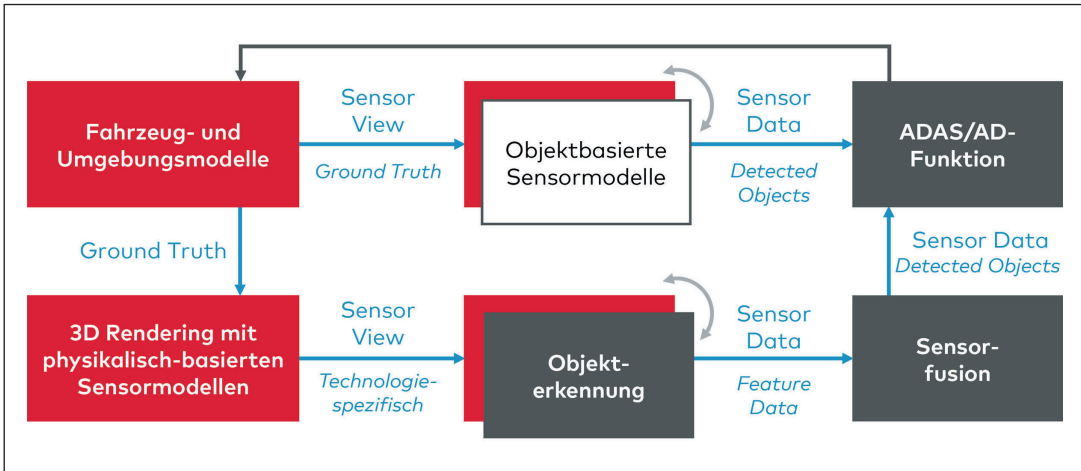 Fahrzeug- und
Umgebungsmodelle
Sensor
View
Ground Truth
Objektbasierte
Sensormodelle
Sensor
Data
Detected
Objects
ADAS/AD-
Funktion
Ground Truth
Sensor Data
Detected Objects
3D Rendering mit
physikalisch-basierten
Sensormodellen
Sensor
View
Technologie-
spezifisch
Objekt-
erkennung
Sensor
Data
Feature
Data
Sensor-
fusion